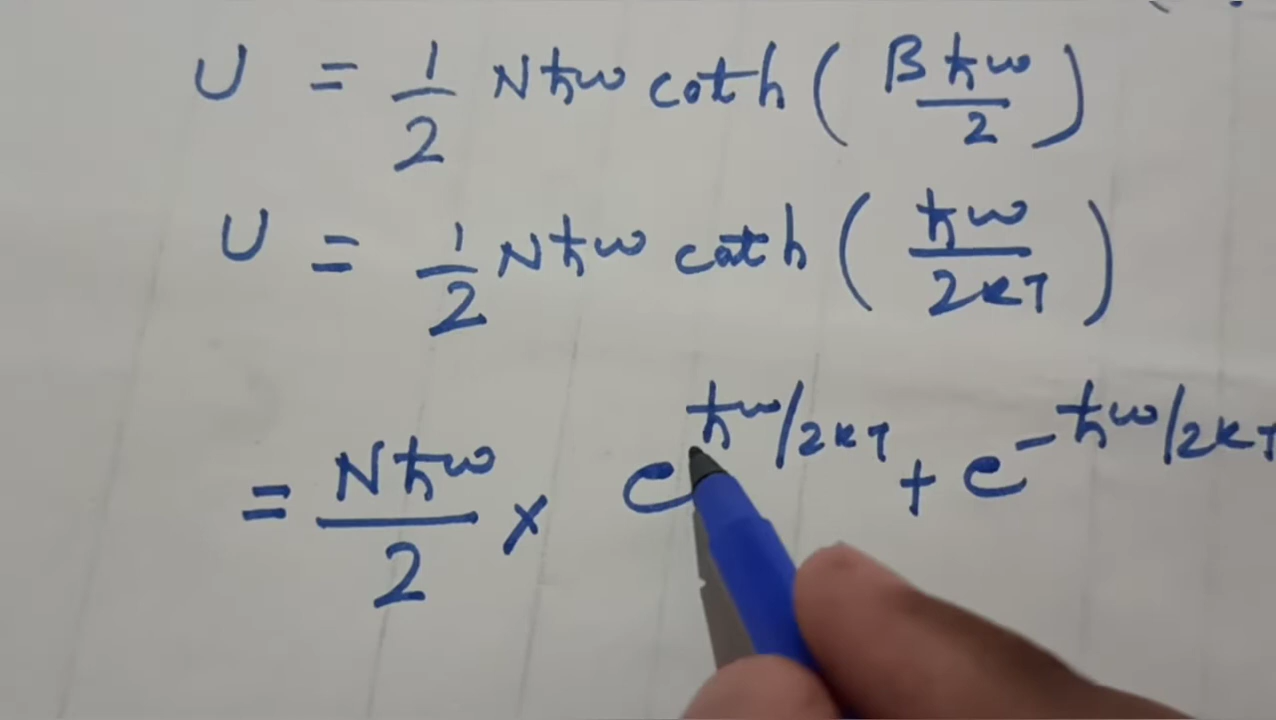 U = 1/2 Nħω coth ( βħω/2 )
U = 1/2 Nħω coth ( ħω/2KT )
= Nħω/2 × e^ħω/2KT + e^-ħω/2KT